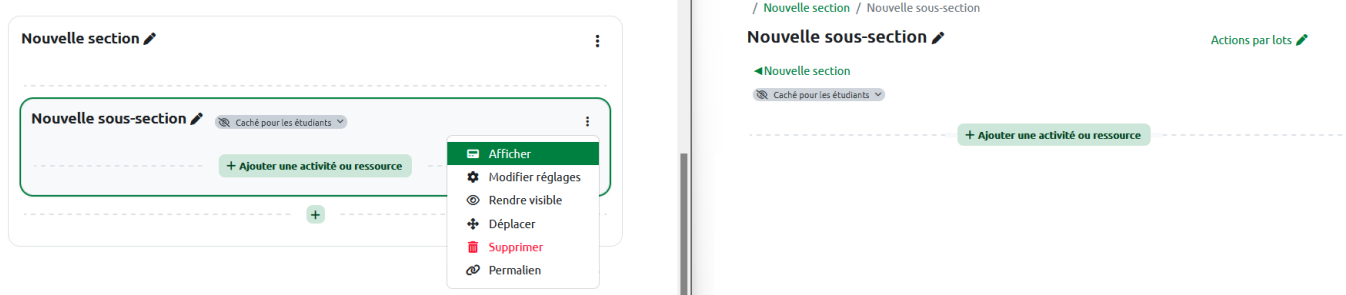 Nouvelle section
Nouvelle sous-section
Caché pour les étudiants
+ Ajouter une activité ou ressource
Afficher
Modifier réglages
Rendre visible
Déplacer
Supprimer
Permalien
+
/ Nouvelle section / Nouvelle sous-section
Nouvelle sous-section
Actions par lots
◄Nouvelle section
Caché pour les étudiants
+ Ajouter une activité ou ressource